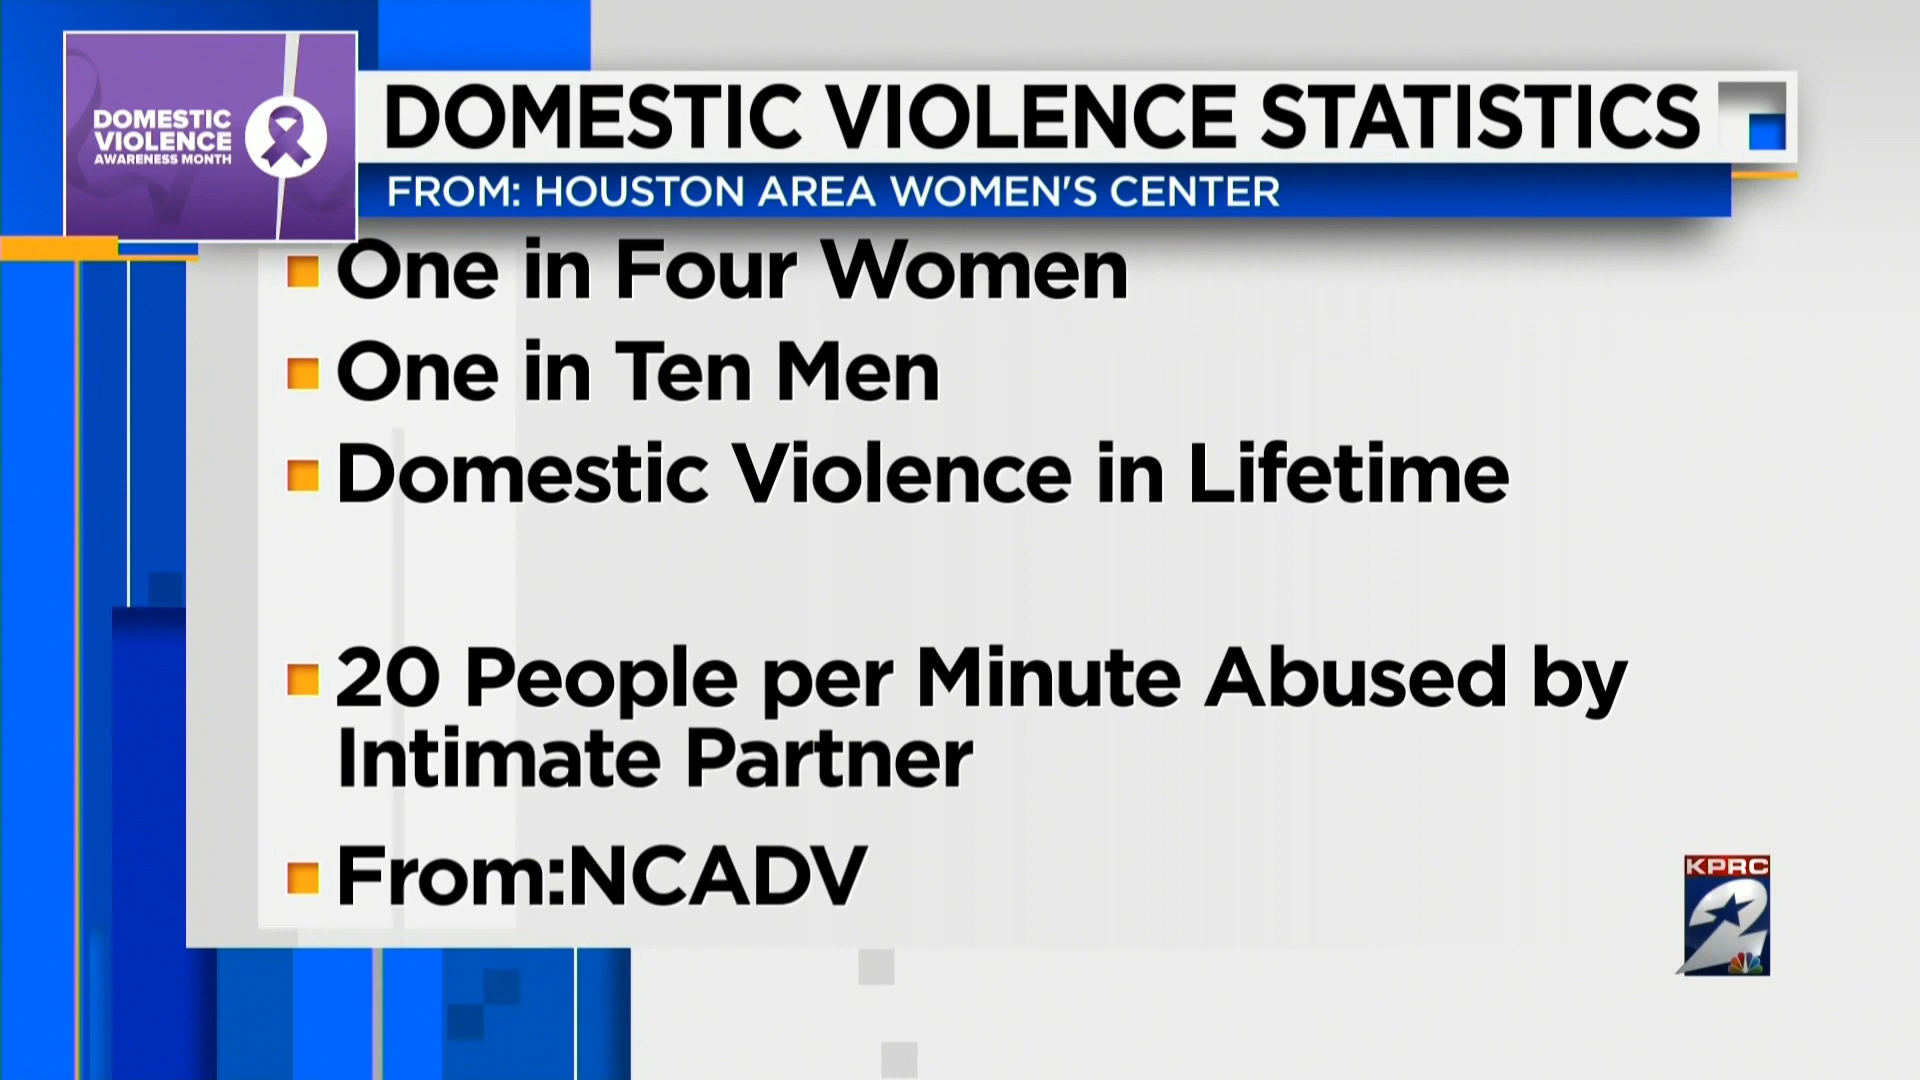 DOMESTIC
VIOLENCE
AWARENESS MONTH
DOMESTIC VIOLENCE STATISTICS
FROM: HOUSTON AREA WOMEN'S CENTER
One in Four Women
One in Ten Men
Domestic Violence in Lifetime
20 People per Minute Abused by
Intimate Partner
From:NCADV
KPRC
2